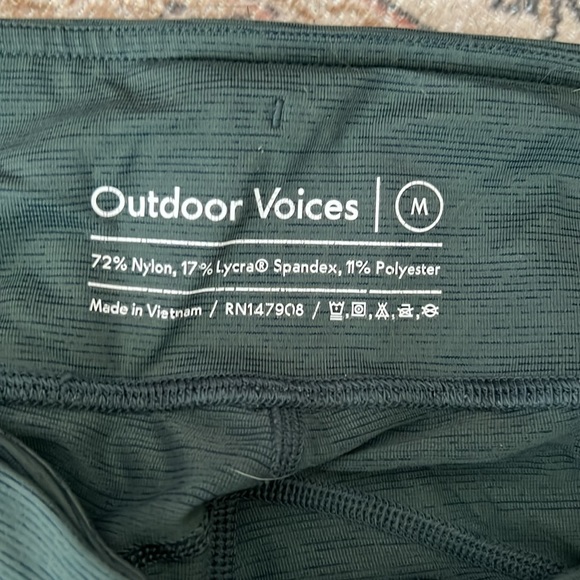 Outdoor Voices | M
72% Nylon, 17% Lycra® Spandex, 11% Polyester
Made in Vietnam / RN147908 /